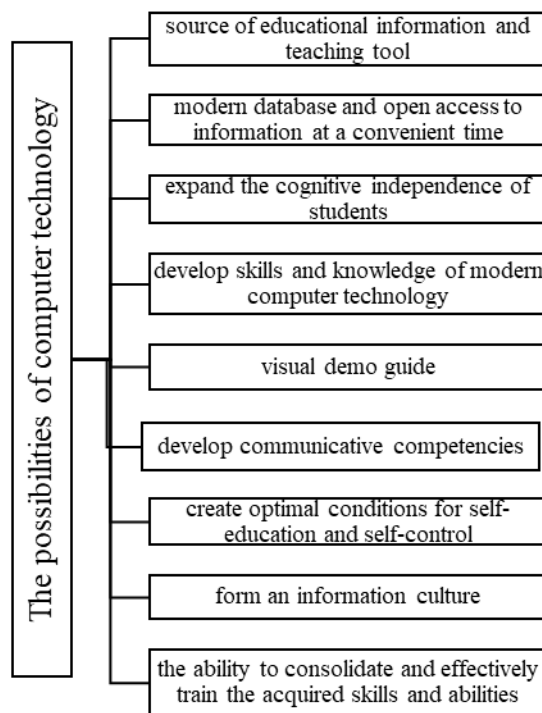 The possibilities of computer technology
source of educational information and
teaching tool
modern database and open access to
information at a convenient time
expand the cognitive independence of
students
develop skills and knowledge of modern
computer technology
visual demo guide
develop communicative competencies
create optimal conditions for self-
education and self-control
form an information culture
the ability to consolidate and effectively
train the acquired skills and abilities